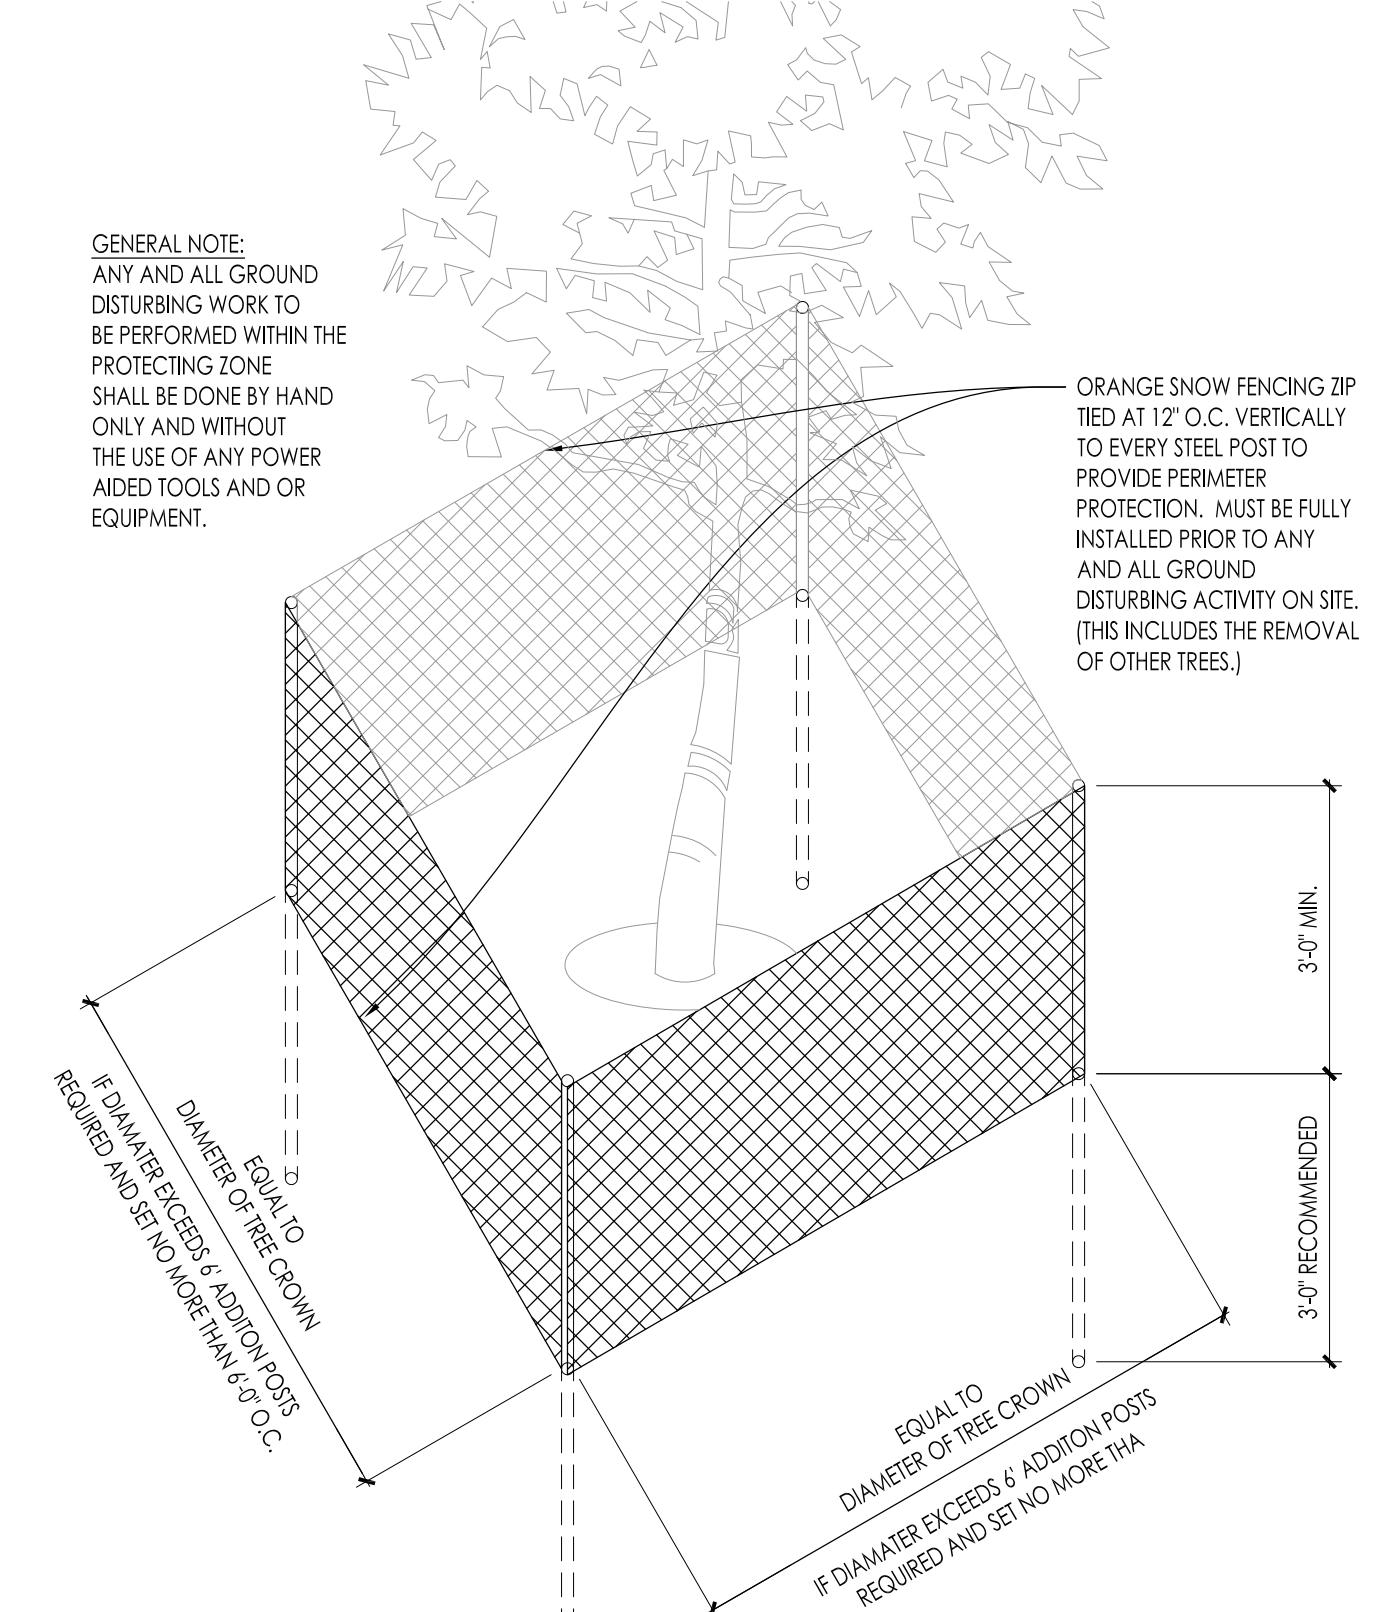 GENERAL NOTE:
ANY AND ALL GROUND
DISTURBING WORK TO
BE PERFORMED WITHIN THE
PROTECTING ZONE
SHALL BE DONE BY HAND
ONLY AND WITHOUT
THE USE OF ANY POWER
AIDED TOOLS AND OR
EQUIPMENT.
ORANGE SNOW FENCING ZIP
TIED AT 12" O.C. VERTICALLY
TO EVERY STEEL POST TO
PROVIDE PERIMETER
PROTECTION. MUST BE FULLY
INSTALLED PRIOR TO ANY
AND ALL GROUND
DISTURBING ACTIVITY ON SITE.
(THIS INCLUDES THE REMOVAL
OF OTHER TREES.)
3'-0" MIN.
3'-0" RECOMMENDED
EQUAL TO
DIAMETER OF TREE CROWN
IF DIAMATER EXCEEDS 6' ADDITON POSTS
REQUIRED AND SET NO MORE THAN 6'-0" O.C.
EQUAL TO
DIAMETER OF TREE CROWN
IF DIAMATER EXCEEDS 6' ADDITON POSTS
REQUIRED AND SET NO MORE THA